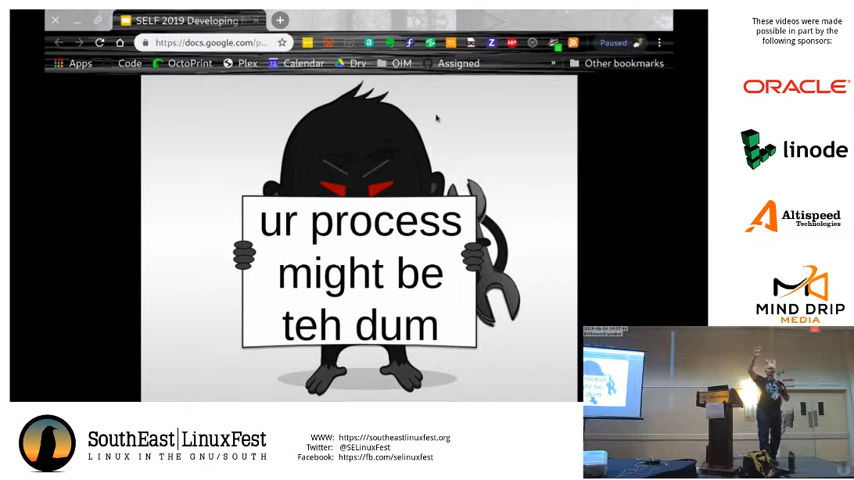 SELF 2019 Developing
https://docs.google.com/p...
ABP
Paused
Apps
Code
OctoPrint
Plex
12
Calendar
Drv
OIM
Assigned
»
Other bookmarks
ur process
might be
teh dum
These videos were made
possible in part by the
following sponsors:
ORACLE
linode
Altispeed
Technologies
MIND DRIP
MEDIA
SouthEast|LinuxFest
LINUX IN THE GNU/SOUTH
WWW: https://southeastlinuxfest.org
Twitter: @SELinuxFest
Facebook: https://fb.com/selinuxfest